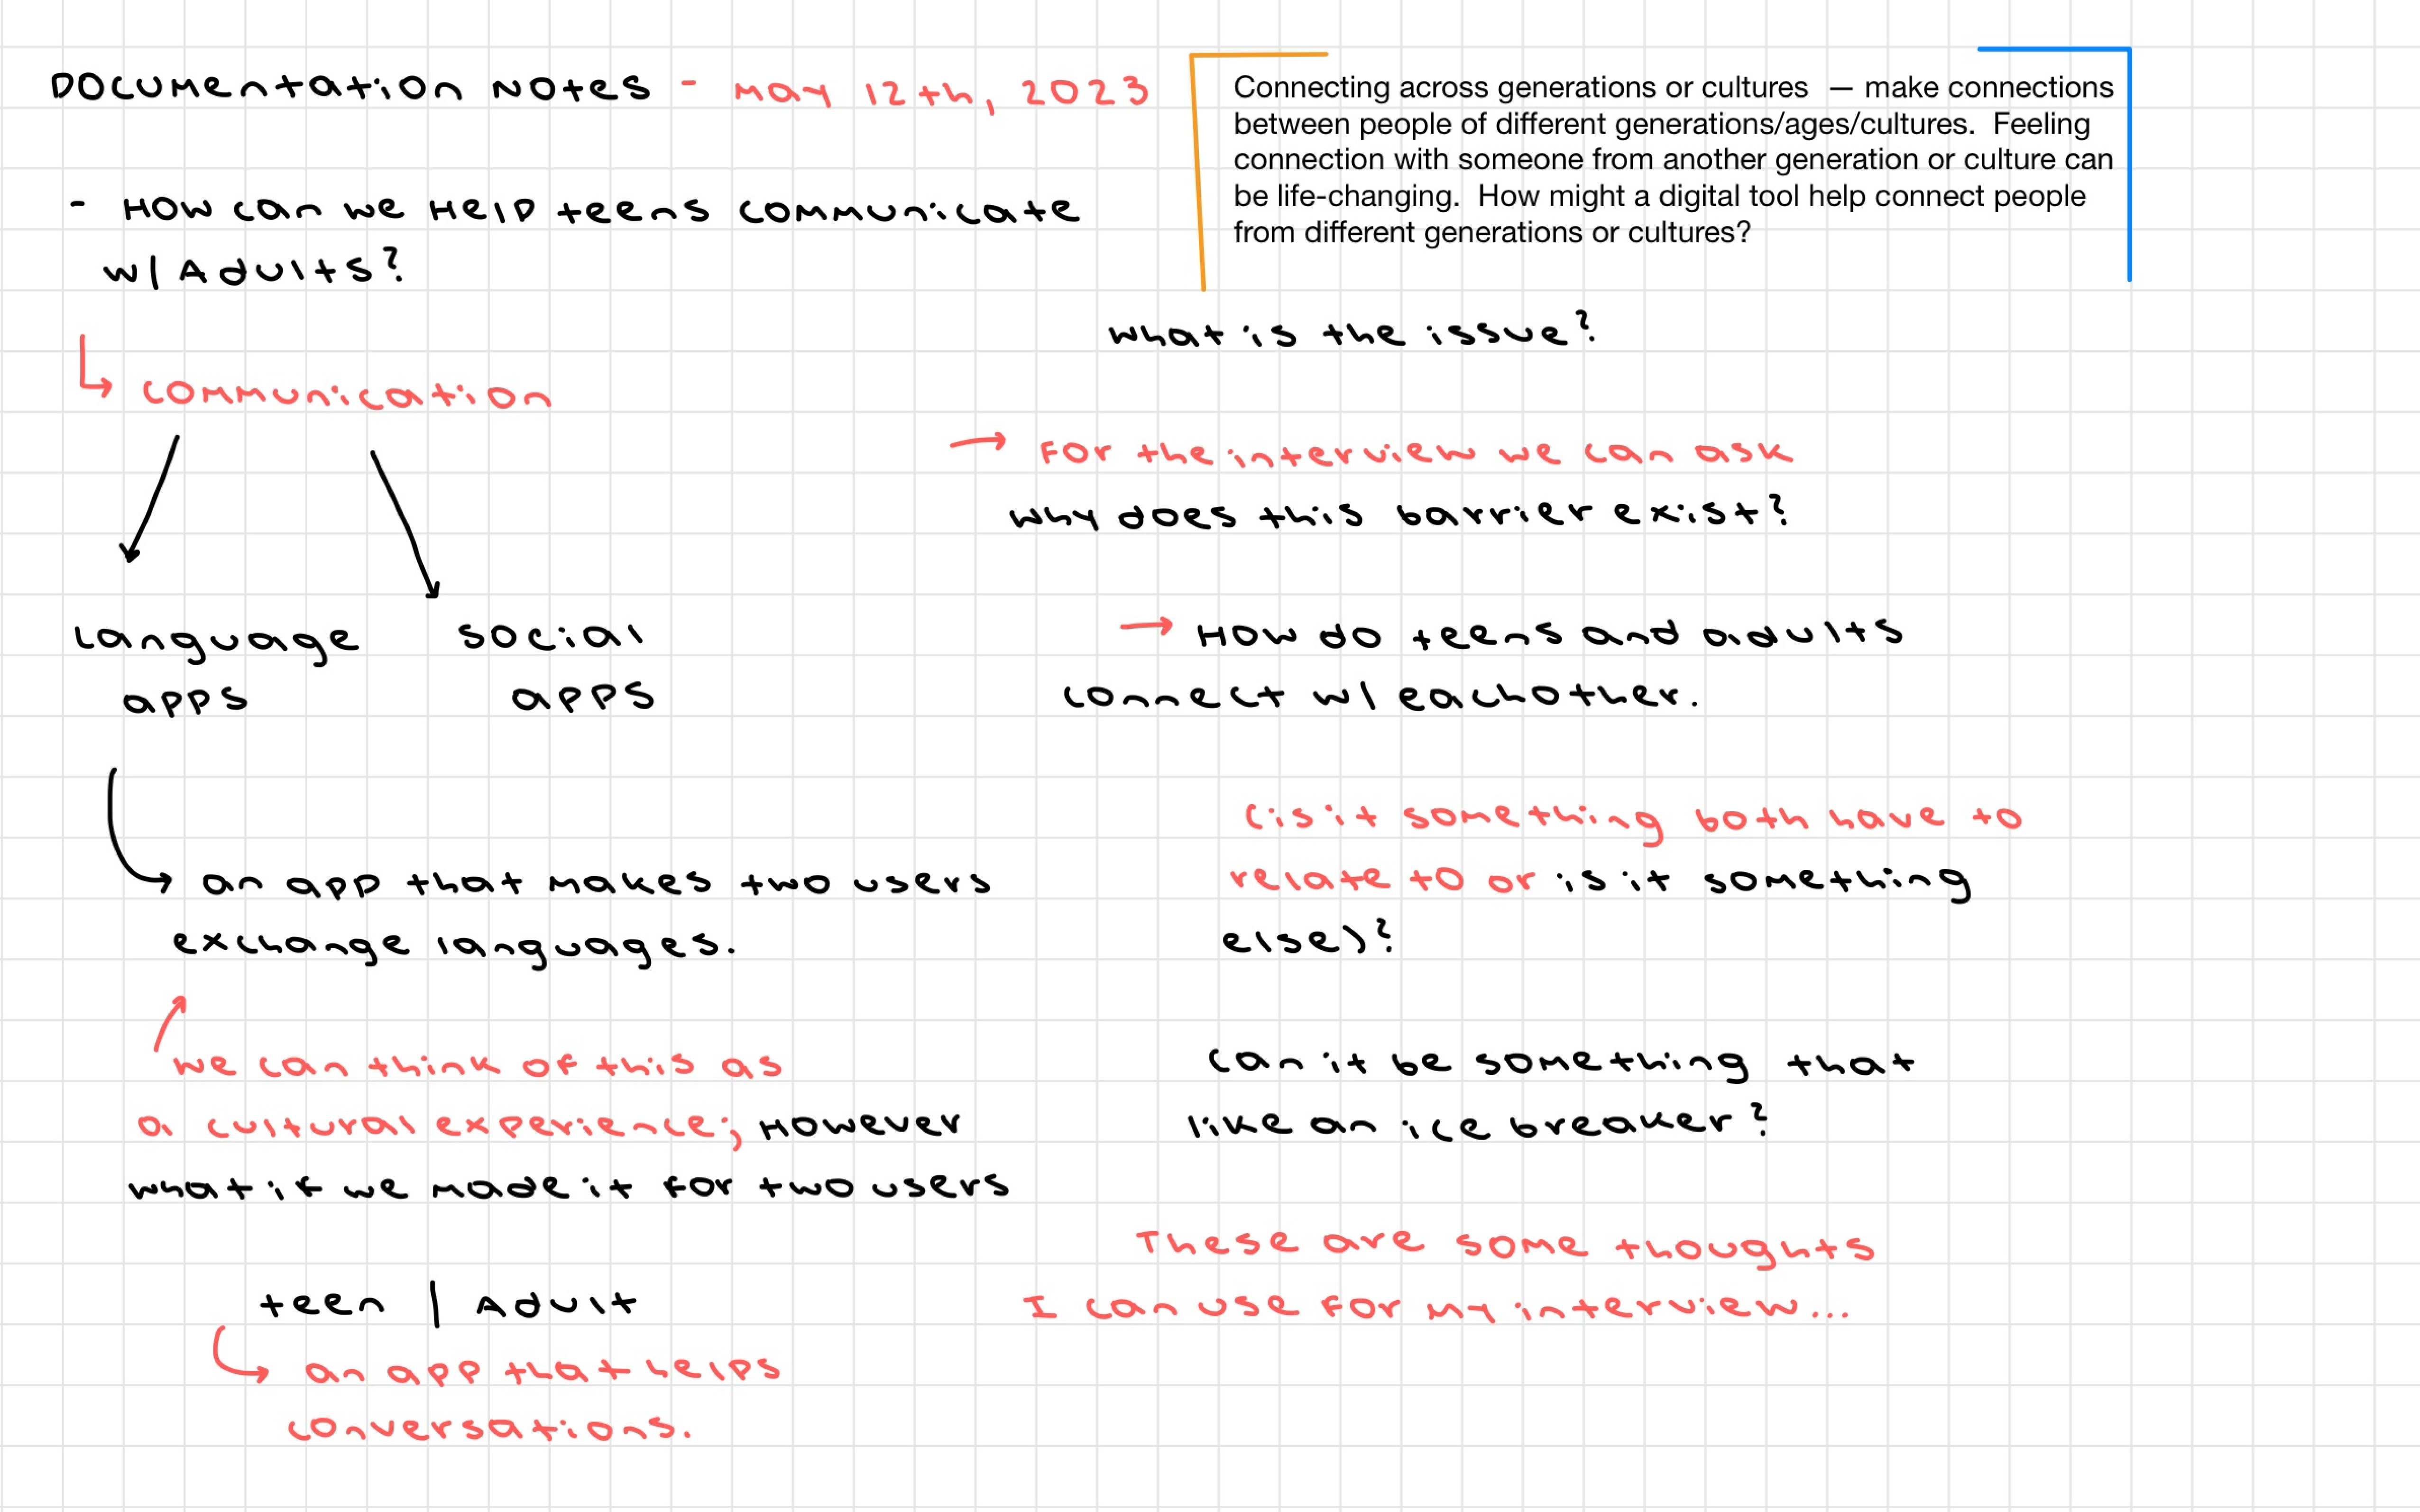 Documentation Notes - May 12th, 2023
- How can we Help teens communicate
w/ Adults?
communication
language social
apps apps
an app that makes two users
exchange languages.
we can think of this as
a cultural experience; However
what if we made it for two users
teen | Adult
an app that helps
conversations.
Connecting across generations or cultures — make connections
between people of different generations/ages/cultures. Feeling
connection with someone from another generation or culture can
be life-changing. How might a digital tool help connect people
from different generations or cultures?
what is the issue?
For the interview we can ask
why does this barrier exist?
How do teens and adults
connect w/ eachother.
(is it something both have to
relate to or is it something
else)?
can it be something that
like an ice breaker?
These are some thoughts
I can use for my interview...